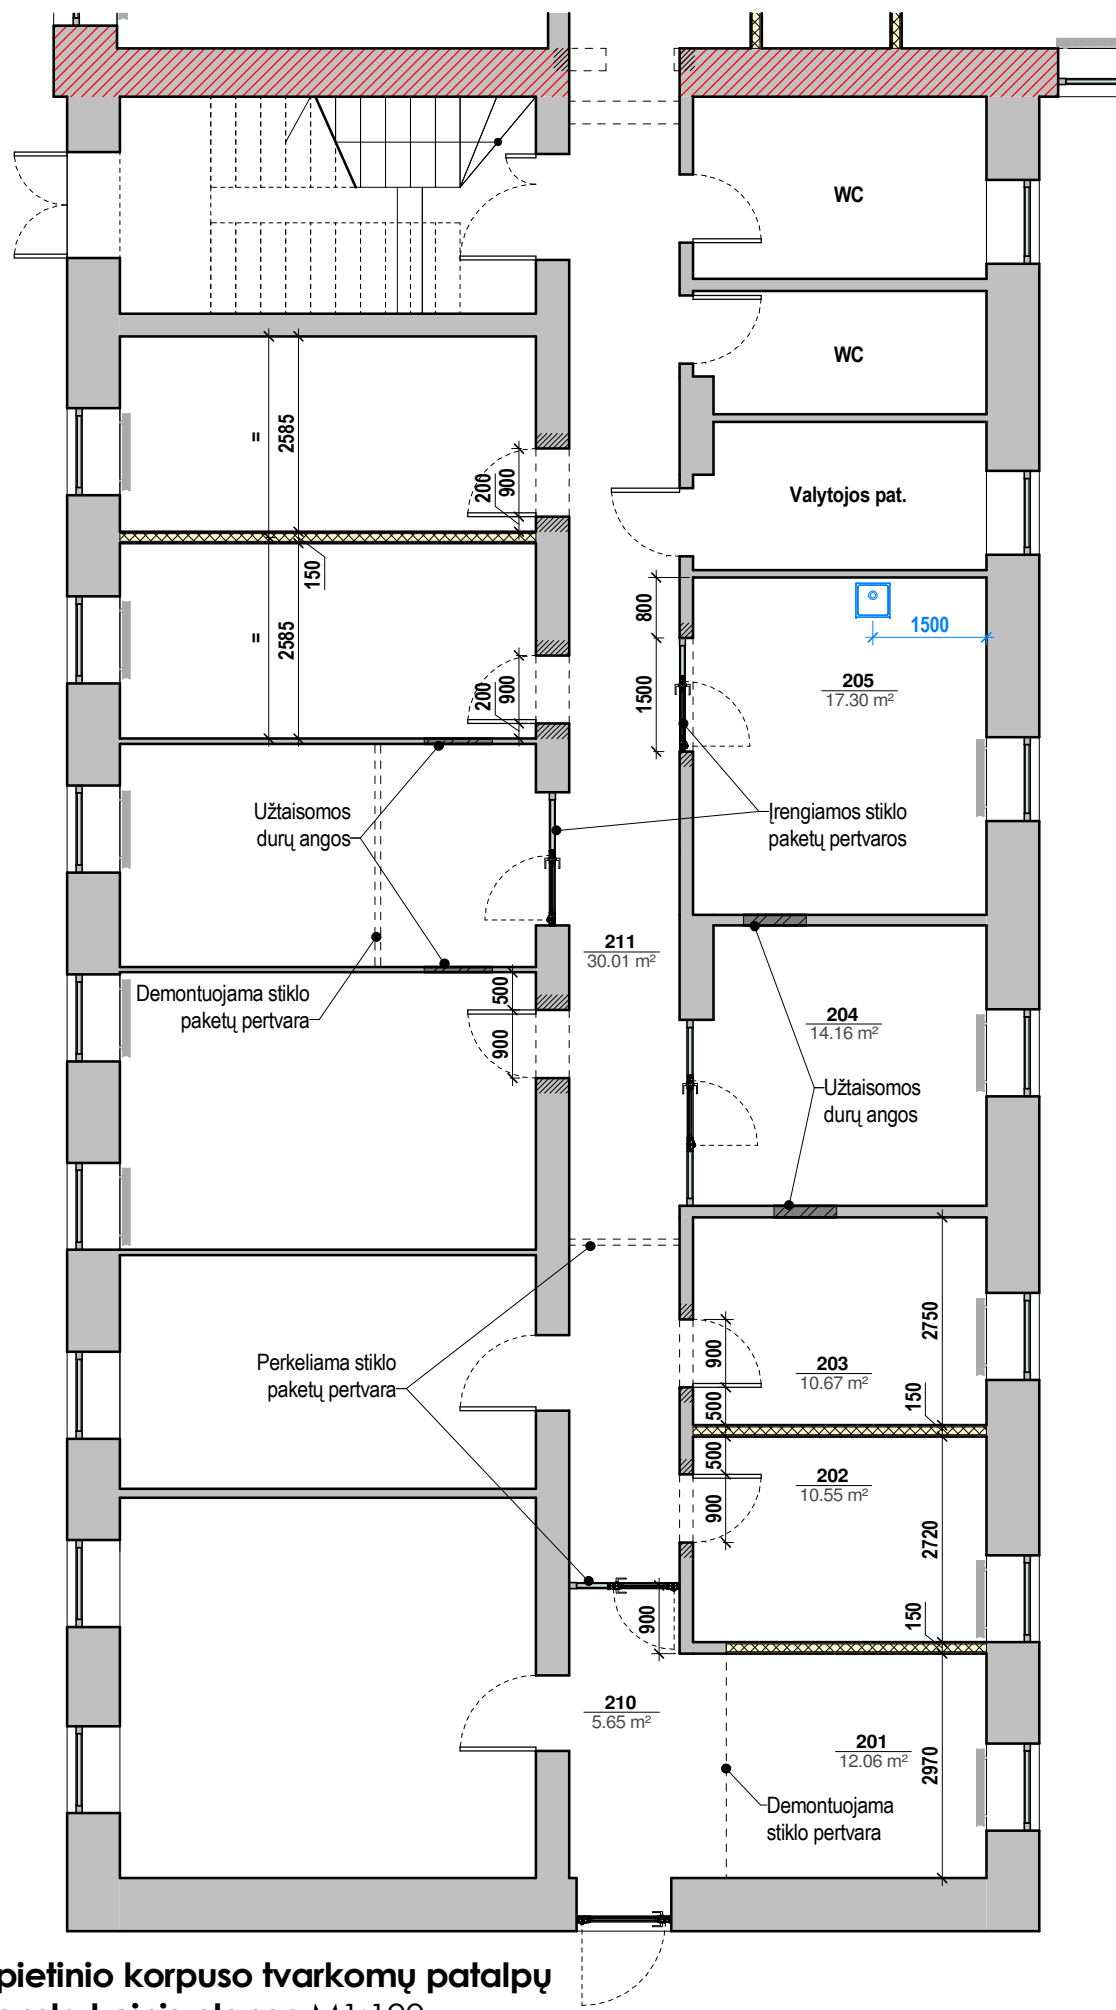 WC
WC
=
2585
200
900
Valytojos pat.
150
800
1500
=
2585
200
900
1500
205
17.30 m²
Užtaisomos
durų angos
Įrengiamos stiklo
paketų pertvaros
211
30.01 m²
Demontuojama stiklo
paketų pertvara
500
900
204
14.16 m²
Užtaisomos
durų angos
2750
Perkeliama stiklo
paketų pertvara
900
203
10.67 m²
500
150
500
202
10.55 m²
900
2720
900
150
210
5.65 m²
201
12.06 m²
2970
Demontuojama
stiklo pertvara
pietinio korpuso tvarkomų patalpų
M1:100